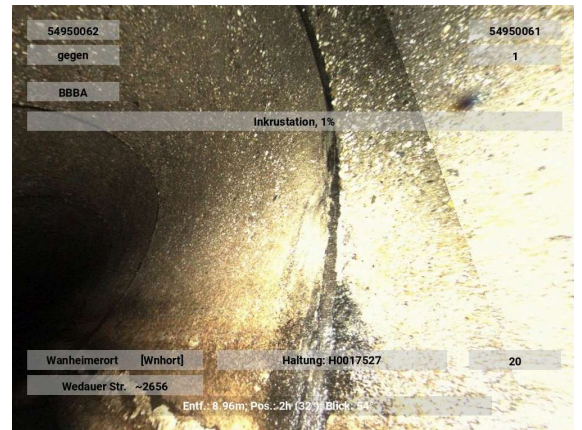 54950062 54950061
gegen 1
BBBA
Inkrustation, 1%
Wanheimerort [Wnhort] Haltung: H0017527 20
Wedauer Str. ~2656
Entf.: 8.96m; Pos.: 2h (32°); Blick: 54°